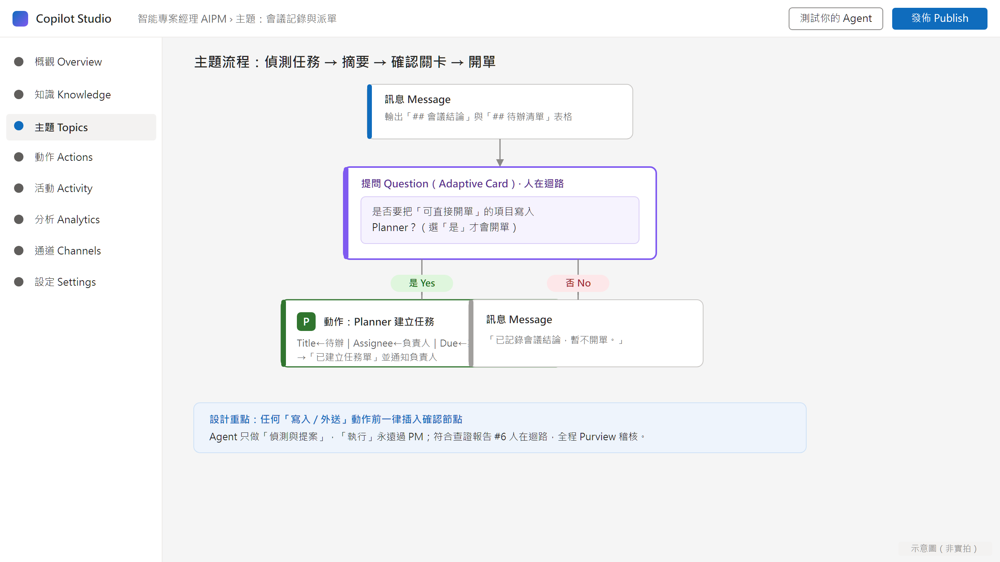 Copilot Studio
智能專案經理 AIPM › 主題：會議記錄與派單
測試你的 Agent
發佈 Publish
概觀 Overview
知識 Knowledge
主題 Topics
動作 Actions
活動 Activity
分析 Analytics
通道 Channels
設定 Settings
主題流程：偵測任務 → 摘要 → 確認關卡 → 開單
訊息 Message
輸出「## 會議結論」與「## 待辦清單」表格
提問 Question（Adaptive Card）· 人在迴路
是否要把「可直接開單」的項目寫入
Planner？（選「是」才會開單）
是 Yes
否 No
P
動作：Planner 建立任務
Title←待辦 | Assignee←負責人 | Due←
→「已建立任務單」並通知負責人
訊息 Message
「已記錄會議結論，暫不開單。」
設計重點：任何「寫入 / 外送」動作前一律插入確認節點
Agent 只做「偵測與提案」，「執行」永遠過 PM；符合查證報告 #6 人在迴路，全程 Purview 稽核。
示意圖（非實拍）